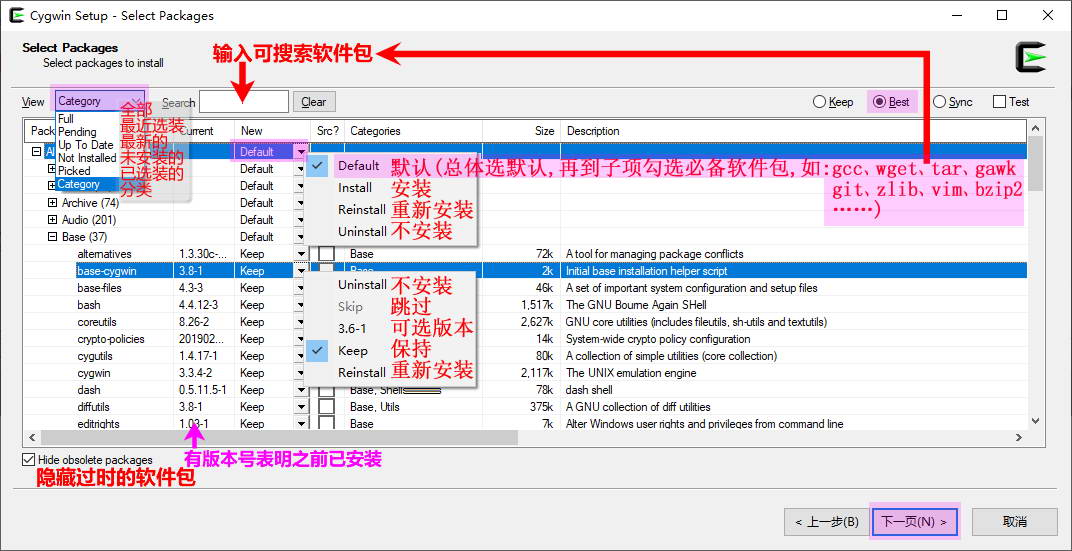 Cygwin Setup - Select Packages
Select Packages
Select packages to install
输入可搜索软件包
View
Category
Search
Clear
Keep
Best
Sync
Test
Full
Pending
Up To Date
Not Installed
Picked
Category
全部
最近选装
最新的
未安装的
已选装的
分类
Current
New
Src?
Categories
Size
Description
Default
Default
Default
Archive (74) Default
Audio (201) Default
Base (37) Default
Default 默认(总体选默认,再到子项勾选必备软件包,如:gcc、wget、tar、gawk
git、zlib、vim、bzip2
……)
Install 安装
Reinstall 重新安装
Uninstall 不安装
alternatives 1.3.30c-... Keep Base 72k A tool for managing package conflicts
base-cygwin 3.8-1 Keep Base 2k Initial base installation helper script
base-files 4.3-3 Keep 46k A set of important system configuration and setup files
bash 4.4.12-3 Keep 1,517k The GNU Bourne Again SHell
coreutils 8.26-2 Keep 2,627k GNU core utilities (includes fileutils, sh-utils and textutils)
crypto-policies 201902... Keep 14k System-wide crypto policy configuration
cygutils 1.4.17-1 Keep 80k A collection of simple utilities (core collection)
cygwin 3.3.4-2 Keep 2,117k The UNIX emulation engine
dash 0.5.11.5-1 Keep Base, Shells 78k dash shell
diffutils 3.8-1 Keep Base, Utils 375k A GNU collection of diff utilities
editrights 1.03-1 Keep Base 7k Alter Windows user rights and privileges from command line
Uninstall 不安装
Skip 跳过
3.6-1 可选版本
Keep 保持
Reinstall 重新安装
Hide obsolete packages
有版本号表明之前已安装
隐藏过时的软件包
< 上一步(B)
下一页(N) >
取消